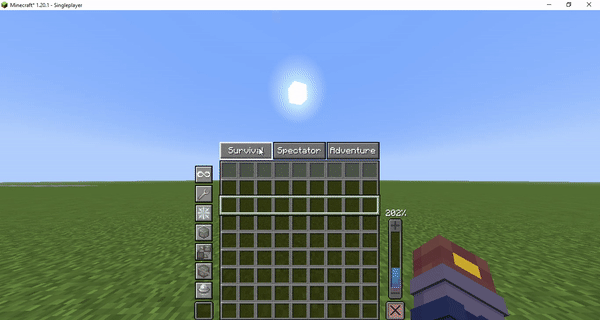 Minecraft* 1.20.1 - Singleplayer
Survival
Spectator
Adventure
202%